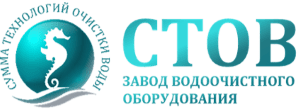 СУММА ТЕХНОЛОГИЙ ОЧИСТКИ ВОДЫ
СТОВ
ЗАВОД ВОДООЧИСТНОГО
ОБОРУДОВАНИЯ